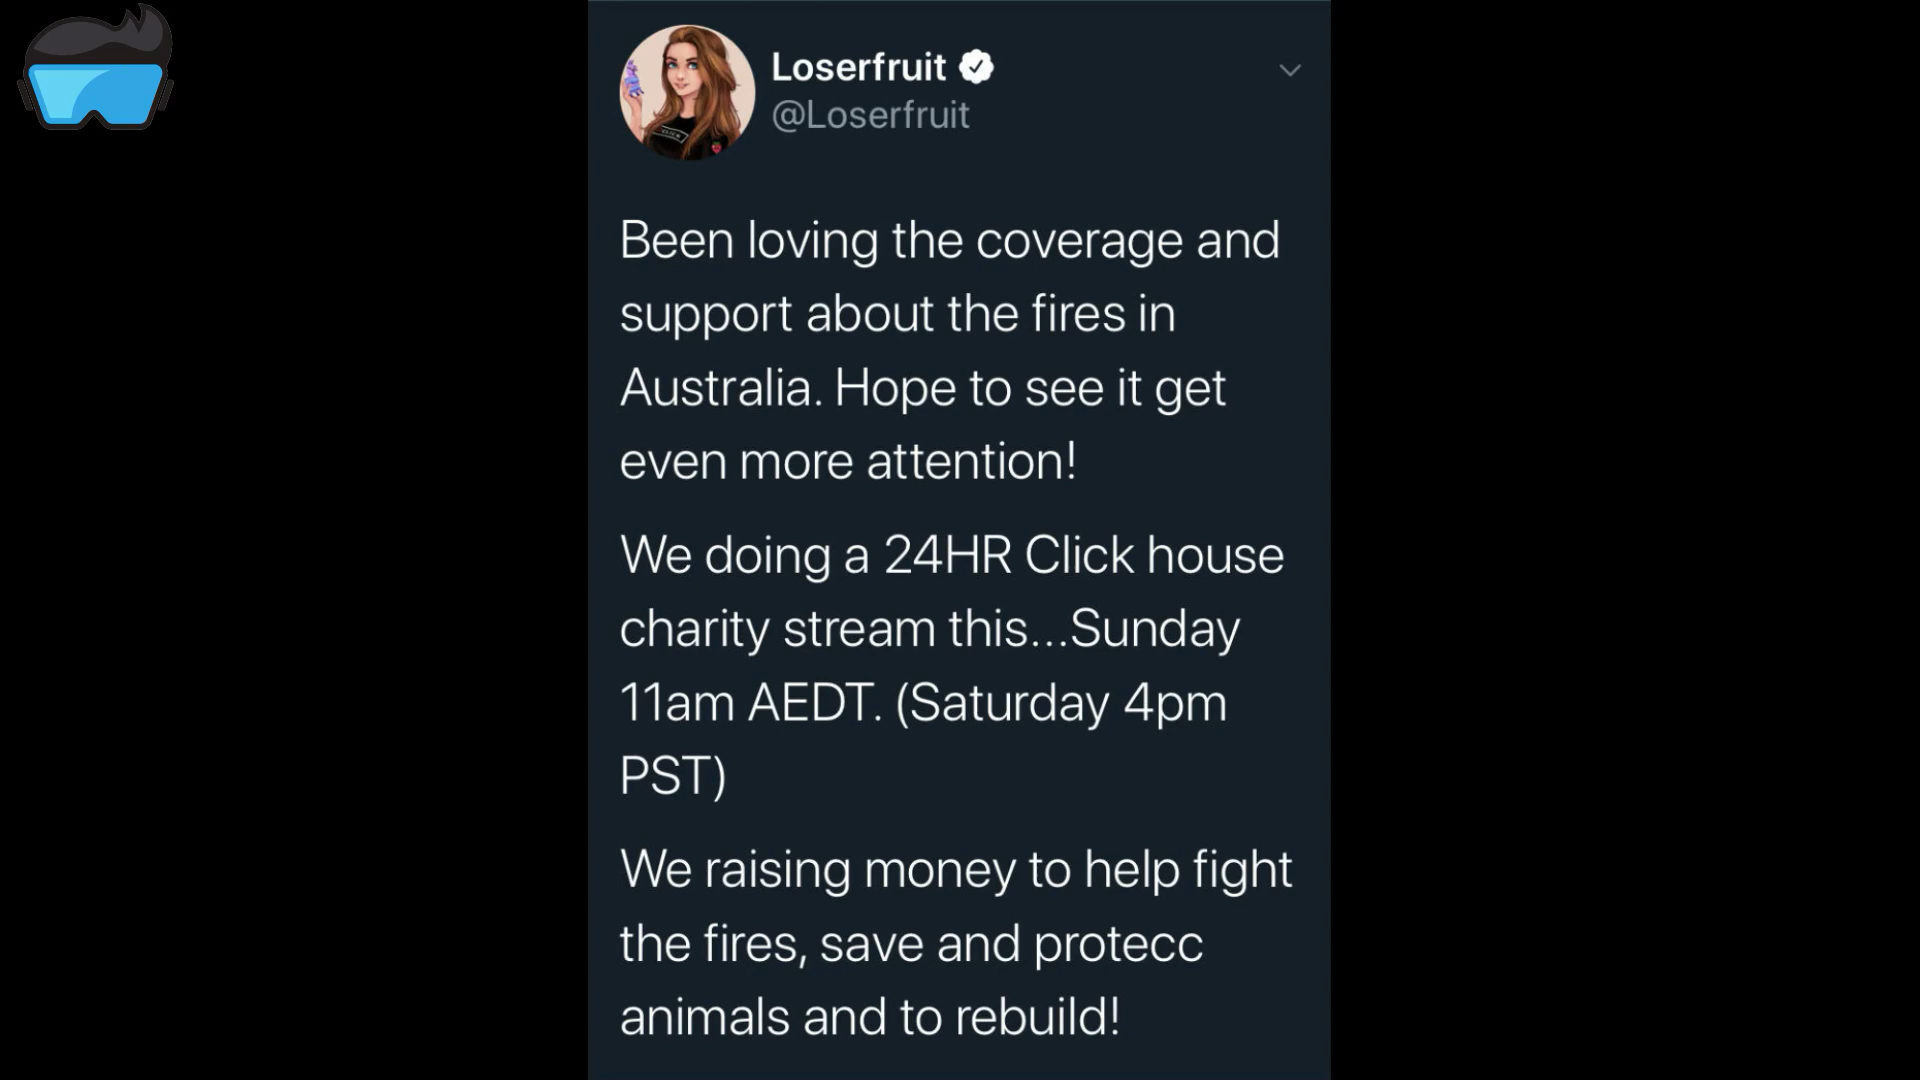 Loserfruit
@Loserfruit
Been loving the coverage and
support about the fires in
Australia. Hope to see it get
even more attention!
We doing a 24HR Click house
charity stream this...Sunday
11am AEDT. (Saturday 4pm
PST)
We raising money to help fight
the fires, save and protecc
animals and to rebuild!
CLICK